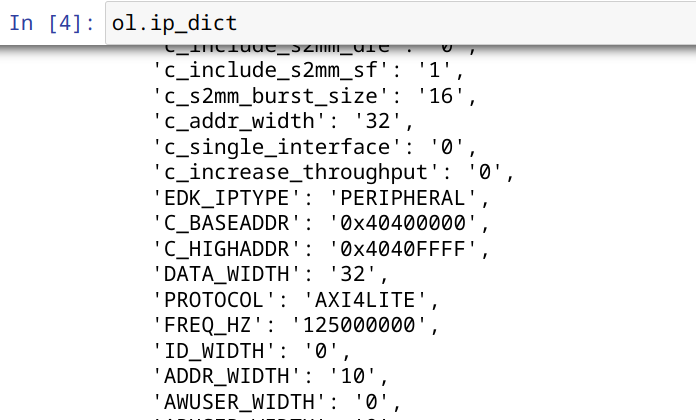 In [4]: ol.ip_dict
'c_include_s2mm_dre': '0',
'c_include_s2mm_sf': '1',
'c_s2mm_burst_size': '16',
'c_addr_width': '32',
'c_single_interface': '0',
'c_increase_throughput': '0',
'EDK_IPTYPE': 'PERIPHERAL',
'C_BASEADDR': '0x40400000',
'C_HIGHADDR': '0x4040FFFF',
'DATA_WIDTH': '32',
'PROTOCOL': 'AXI4LITE',
'FREQ_HZ': '125000000',
'ID_WIDTH': '0',
'ADDR_WIDTH': '10',
'AWUSER_WIDTH': '0',